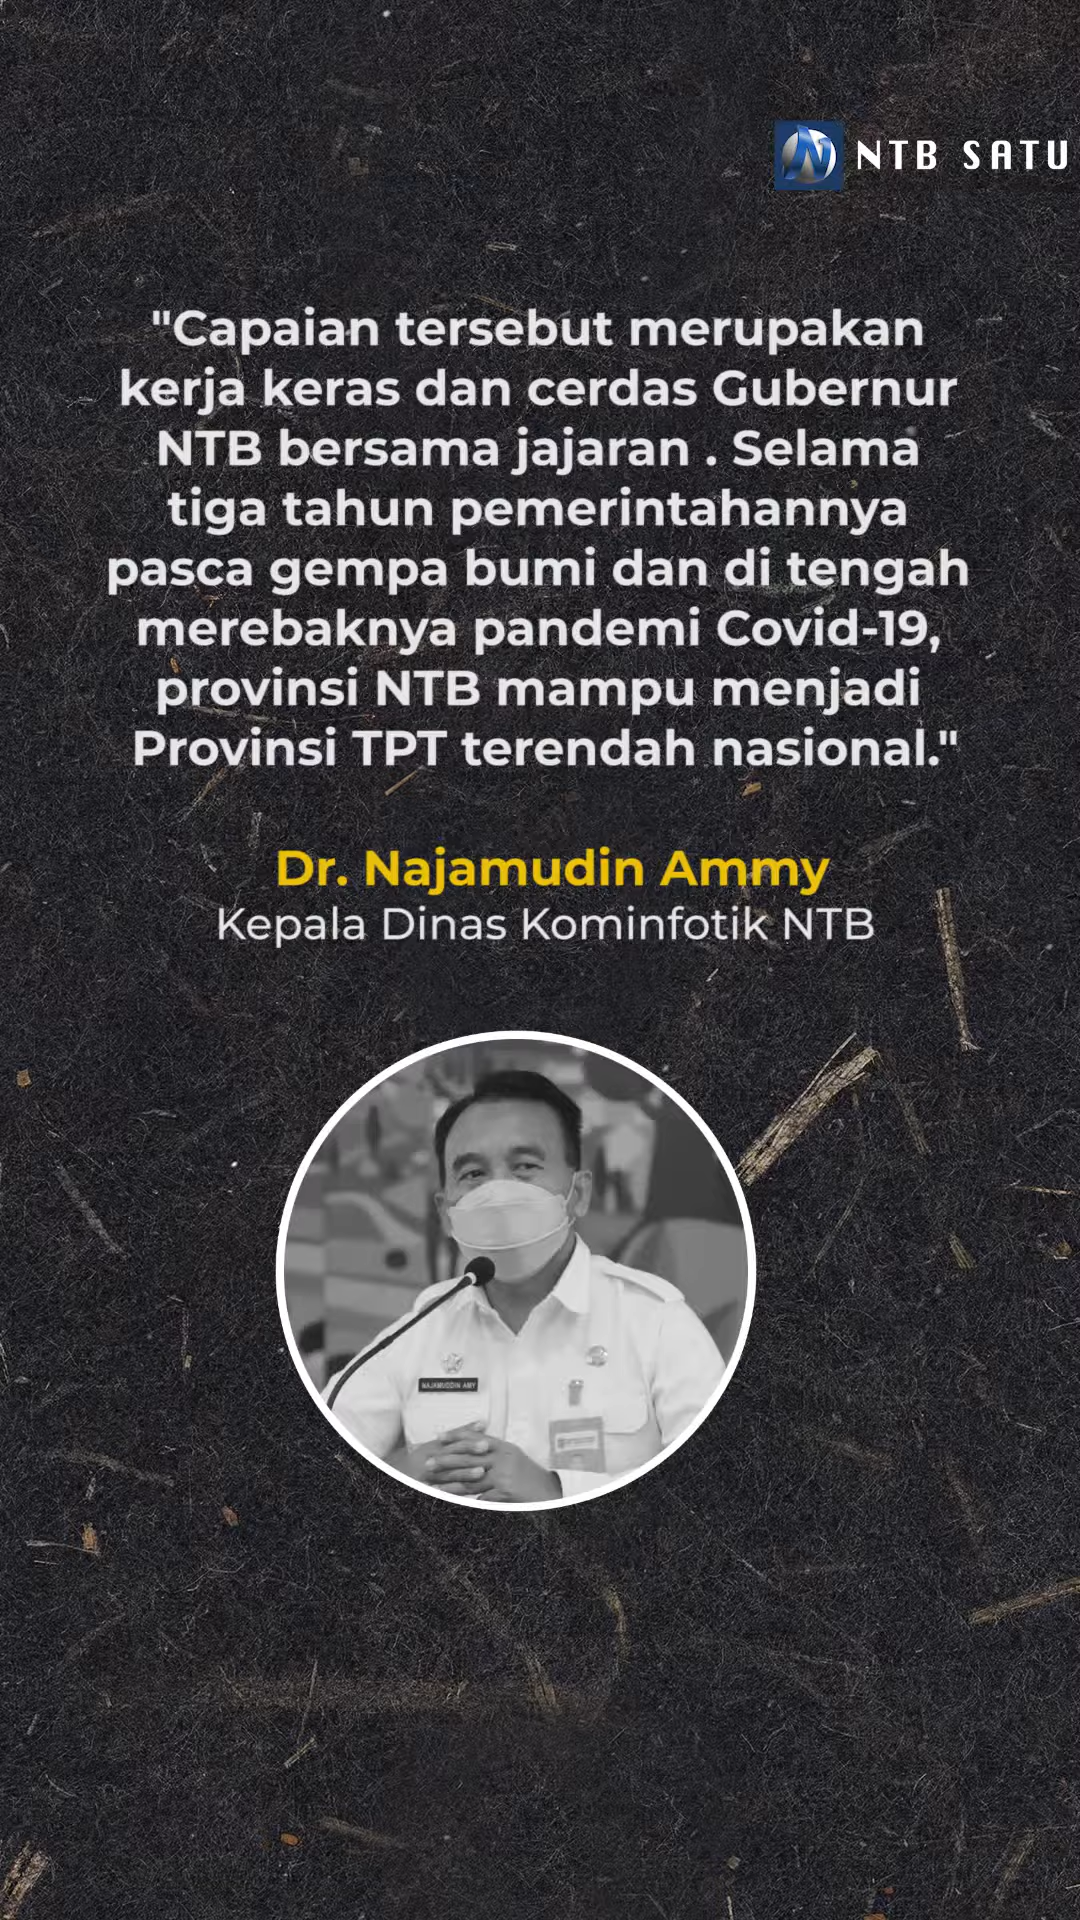 NTB SATU
"Capaian tersebut merupakan
kerja keras dan cerdas Gubernur
NTB bersama jajaran . Selama
tiga tahun pemerintahannya
pasca gempa bumi dan di tengah
merebaknya pandemi Covid-19,
provinsi NTB mampu menjadi
Provinsi TPT terendah nasional."
Dr. Najamudin Ammy
Kepala Dinas Kominfotik NTB
NAJAMUDDIN AMY